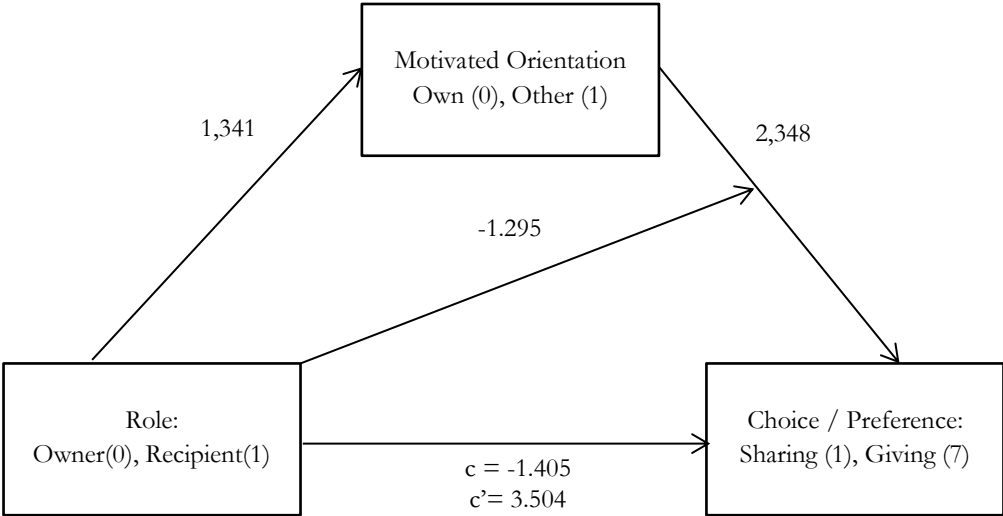 Motivated Orientation
Own (0), Other (1)
1,341
2,348
-1.295
Role:
Owner(0), Recipient(1)
Choice / Preference:
Sharing (1), Giving (7)
c = -1.405
c’= 3.504